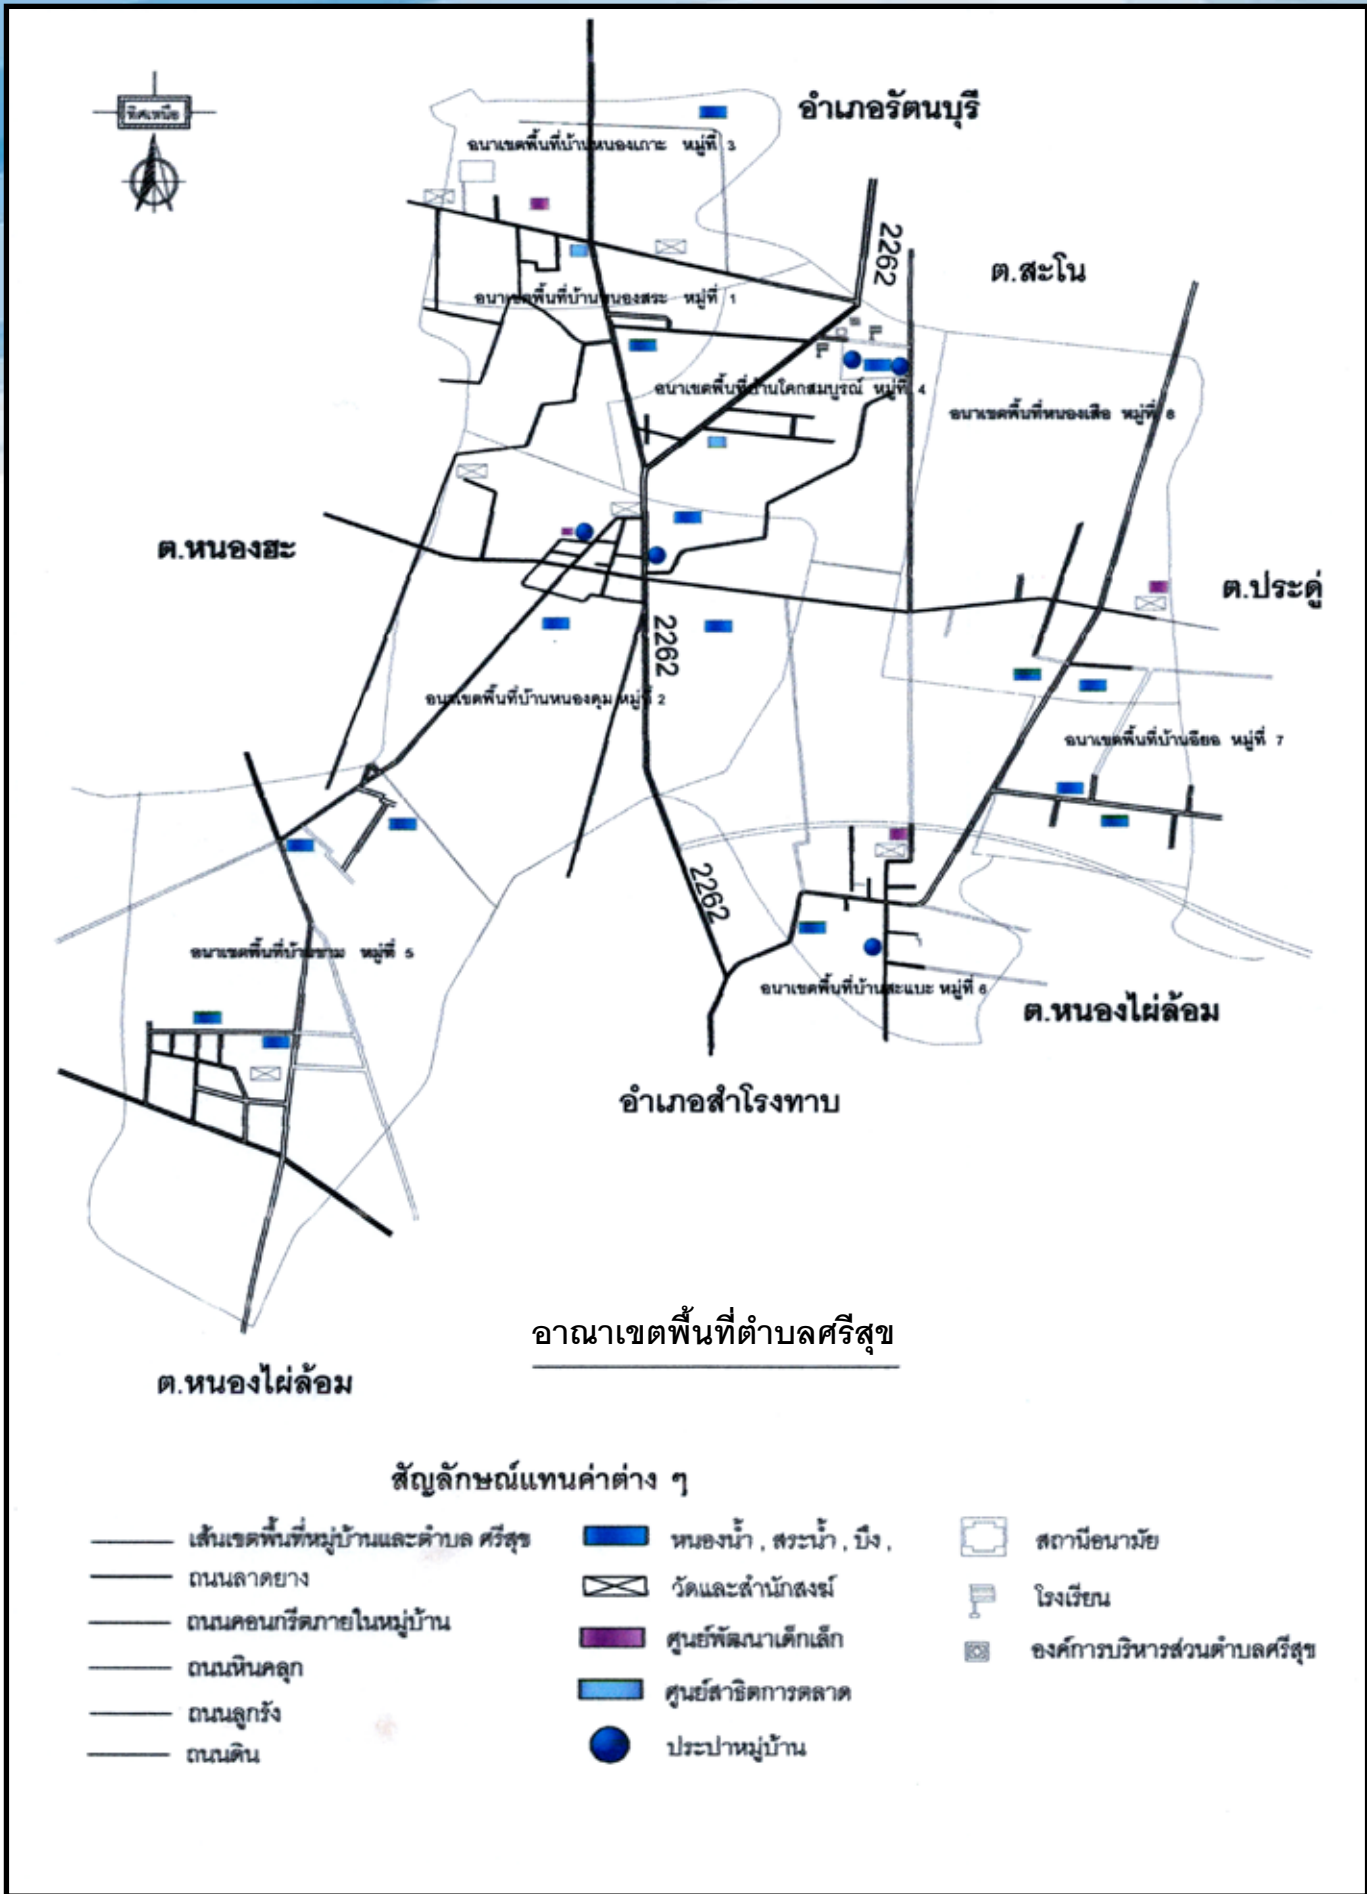 ทิศเหนือ
อำเภอรัตนบุรี
อนาเขตพื้นที่บ้านหนองเกาะ หมู่ที่ 3
2262
ต.สะโน
อนาเขตพื้นที่บ้านหนองสระ หมู่ที่ 1
อนาเขตพื้นที่บ้านโคกสมบูรณ์ หมู่ที่ 4
อนาเขตพื้นที่หนองเสือ หมู่ที่ 8
ต.หนองฮะ
ต.ประดู่
2262
อนาเขตพื้นที่บ้านหนองคุม หมู่ที่ 2
อนาเขตพื้นที่บ้านอียอ หมู่ที่ 7
2262
อนาเขตพื้นที่บ้านขาม หมู่ที่ 5
อนาเขตพื้นที่บ้านสะแบะ หมู่ที่ 6
ต.หนองไผ่ล้อม
อำเภอสำโรงทาบ
อาณาเขตพื้นที่ตำบลศรีสุข
ต.หนองไผ่ล้อม
สัญลักษณ์แทนค่าต่าง ๆ
เส้นเขตพื้นที่หมู่บ้านและตำบล ศรีสุข
ถนนลาดยาง
ถนนคอนกรีตภายในหมู่บ้าน
ถนนหินคลุก
ถนนลูกรัง
ถนนดิน
หนองน้ำ , สระน้ำ , บึง ,
วัดและสำนักสงฆ์
ศูนย์พัฒนาเด็กเล็ก
ศูนย์สาธิตการตลาด
ประปาหมู่บ้าน
สถานีอนามัย
โรงเรียน
องค์การบริหารส่วนตำบลศรีสุข